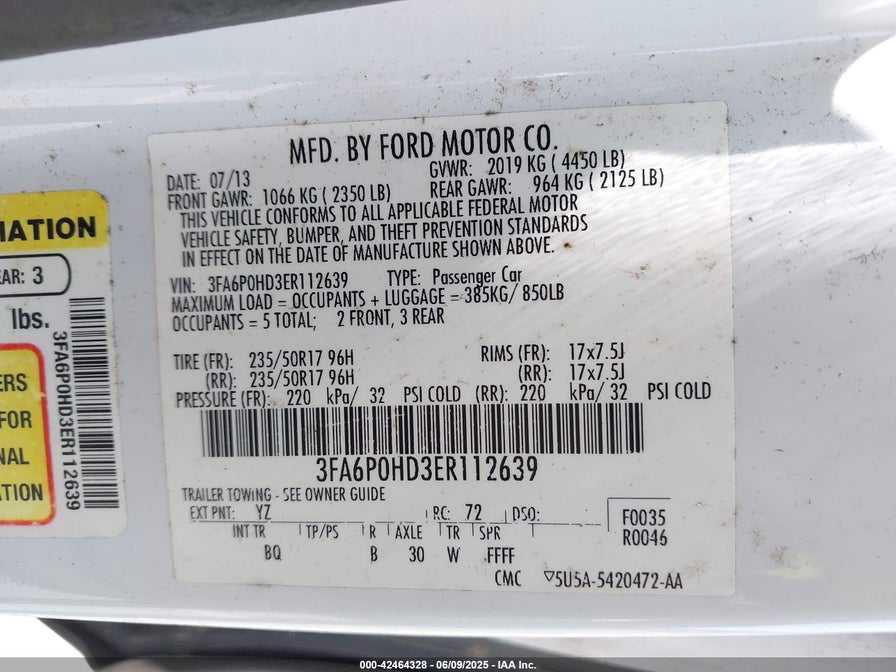 MFD. BY FORD MOTOR CO.
DATE: 07/13 GVWR: 2019 KG ( 4450 LB)
FRONT GAWR: 1066 KG ( 2350 LB) REAR GAWR: 964 KG ( 2125 LB)
THIS VEHICLE CONFORMS TO ALL APPLICABLE FEDERAL MOTOR
VEHICLE SAFETY, BUMPER, AND THEFT PREVENTION STANDARDS
IN EFFECT ON THE DATE OF MANUFACTURE SHOWN ABOVE.
VIN: 3FA6P0HD3ER112639 TYPE: Passenger Car
MAXIMUM LOAD = OCCUPANTS + LUGGAGE = 385KG/ 850LB
OCCUPANTS = 5 TOTAL; 2 FRONT, 3 REAR
TIRE (FR): 235/50R17 96H RIMS (FR): 17x7.5J
(RR): 235/50R17 96H (RR): 17x7.5J
PRESSURE (FR): 220 kPa/ 32 PSI COLD (RR): 220 kPa/ 32 PSI COLD
3FA6P0HD3ER112639
TRAILER TOWING - SEE OWNER GUIDE
EXT PNT: YZ RC: 72 DSO: F0035
INT TR TP/PS R AXLE TR SPR R0046
BQ B 30 W FFFF
CMC ▽5U5A-5420472-AA
MATION
EAR: 3
lbs.
3FA6P0HD3ER112639
ERS
FOR
NAL
TION
000-42464328 - 06/09/2025 - IAA Inc.